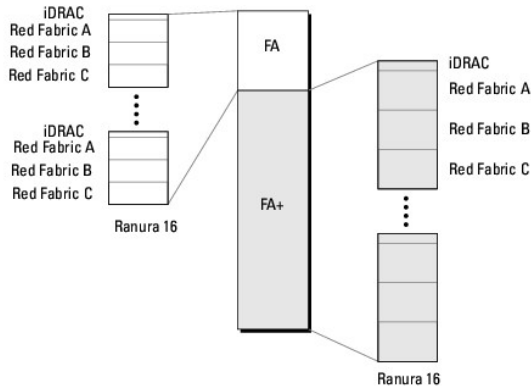 iDRAC
Red Fabric A
Red Fabric B
Red Fabric C
iDRAC
Red Fabric A
Red Fabric B
Red Fabric C
Ranura 16
FA
FA+
iDRAC
Red Fabric A
Red Fabric B
Red Fabric C
Ranura 16